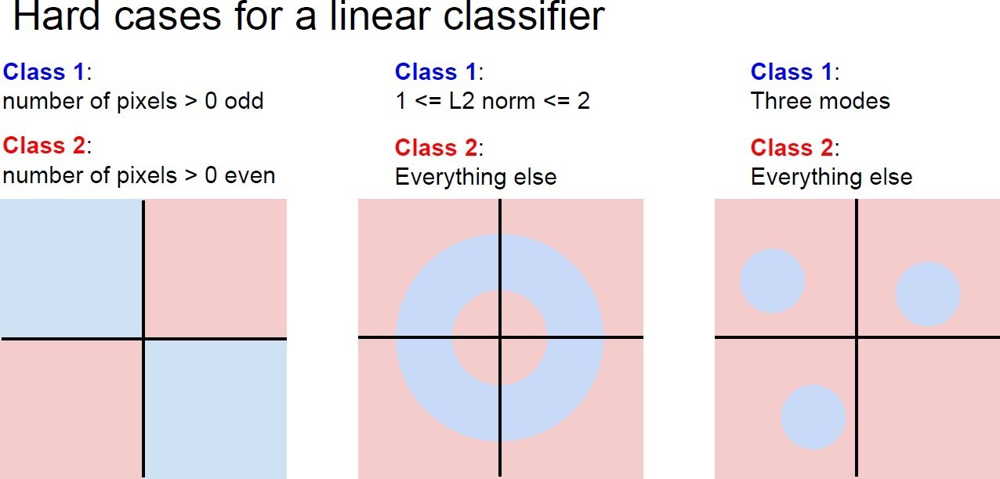 Hard cases for a linear classifier
Class 1:
number of pixels > 0 odd
Class 2:
number of pixels > 0 even
Class 1:
1 <= L2 norm <= 2
Class 2:
Everything else
Class 1:
Three modes
Class 2:
Everything else